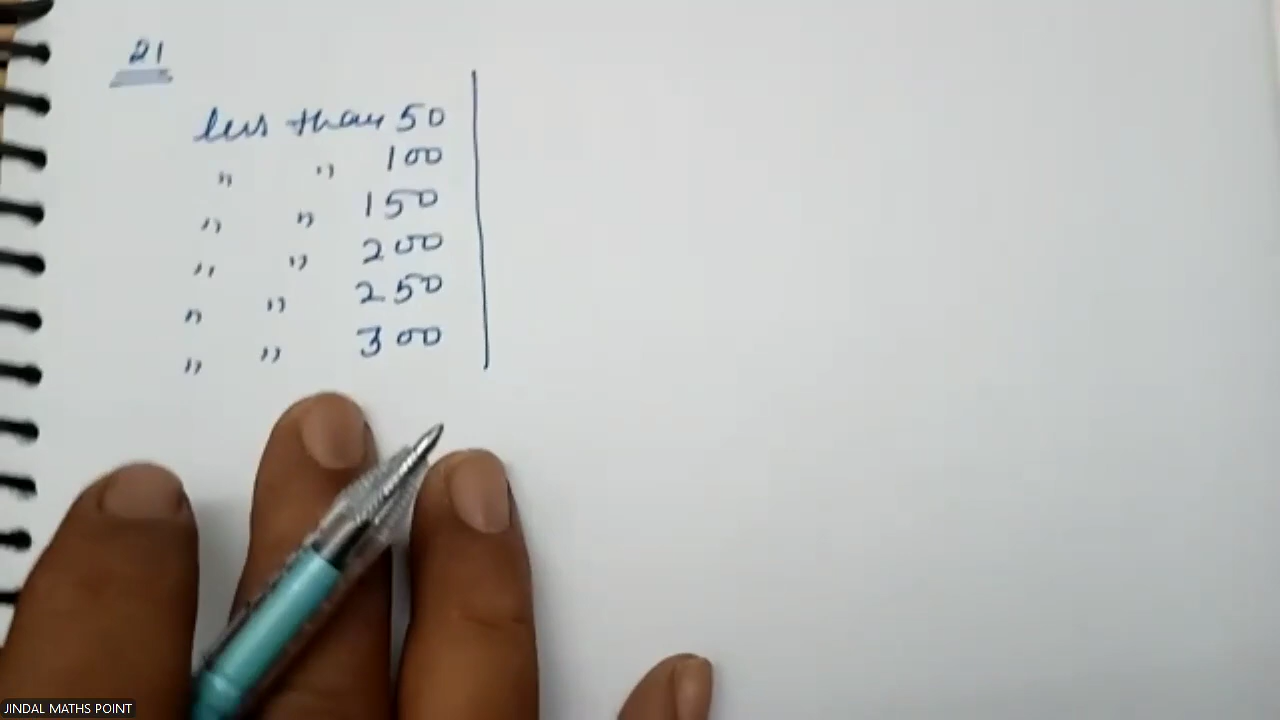 21
less than 50
" " 100
" " 150
" " 200
" " 250
" " 300
JINDAL MATHS POINT